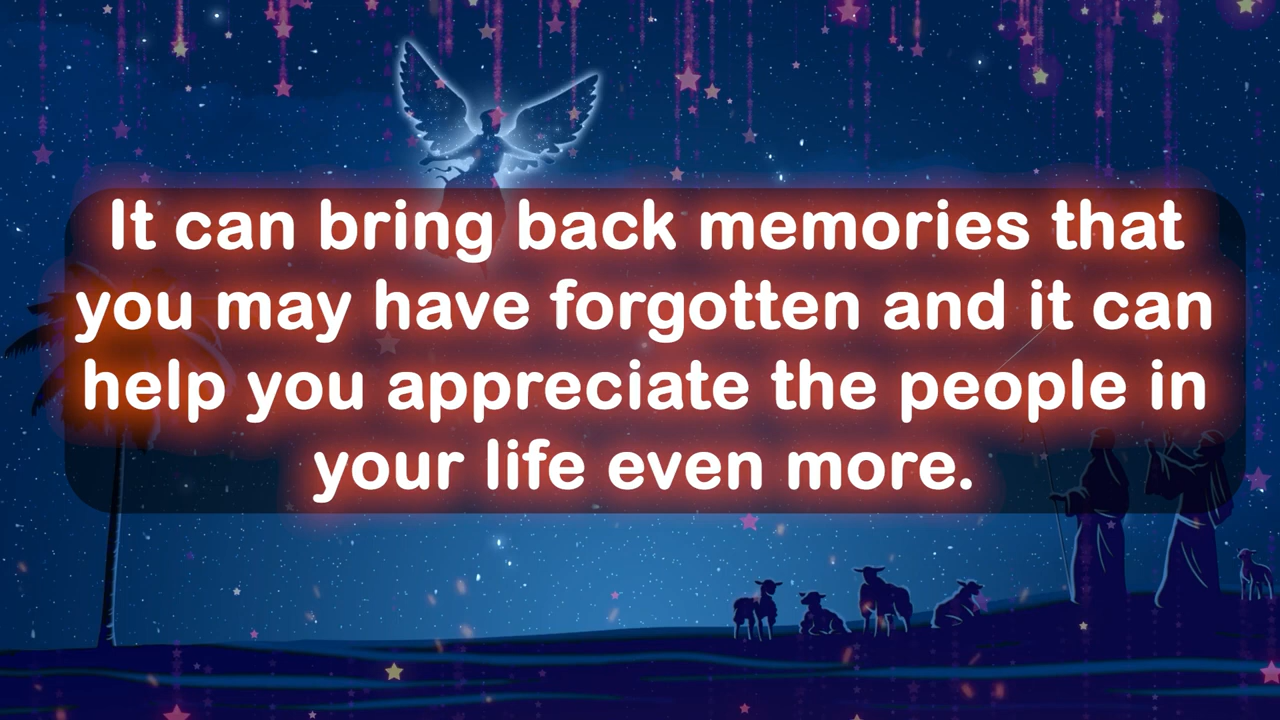 It can bring back memories that
you may have forgotten and it can
help you appreciate the people in
your life even more.